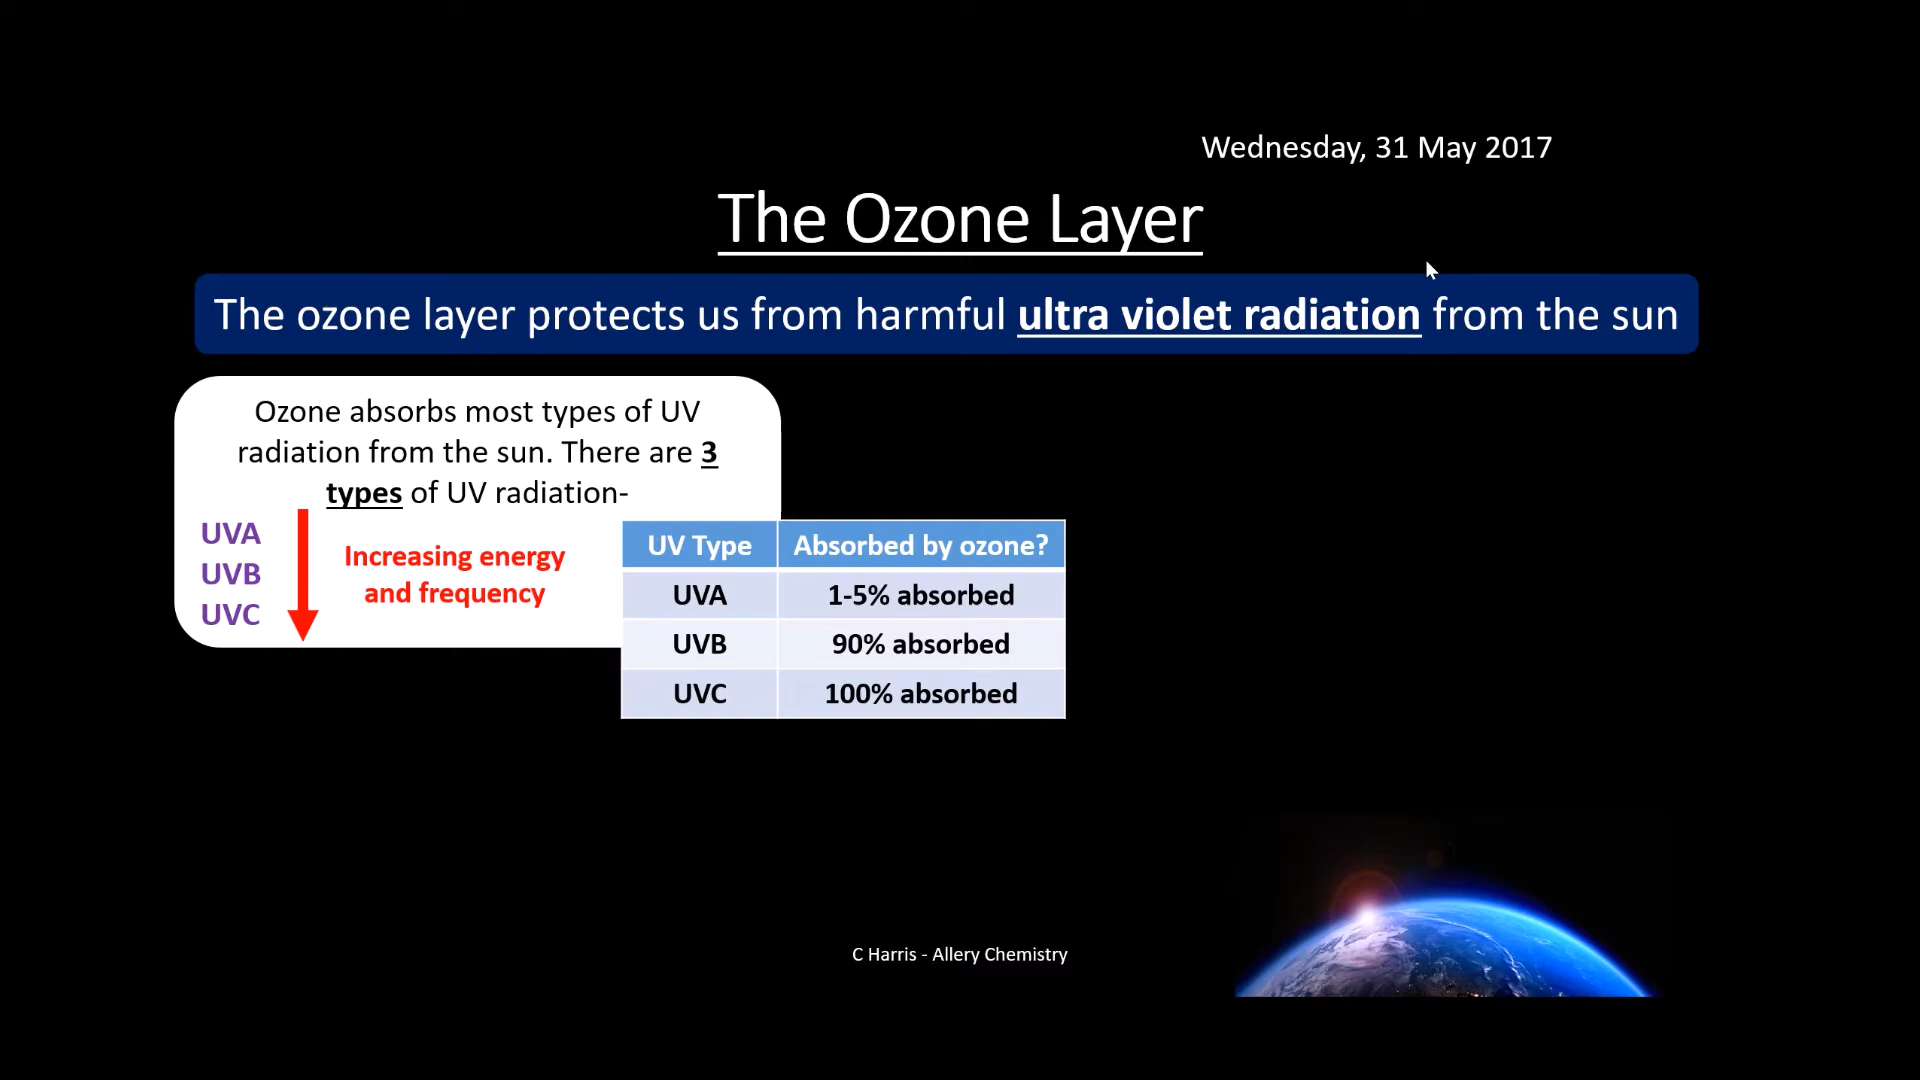 Wednesday, 31 May 2017
The Ozone Layer
The ozone layer protects us from harmful ultra violet radiation from the sun
Ozone absorbs most types of UV
radiation from the sun. There are 3
types of UV radiation-
UVA
UVB
UVC
Increasing energy
and frequency
UV Type Absorbed by ozone?
UVA 1-5% absorbed
UVB 90% absorbed
UVC 100% absorbed
C Harris - Allery Chemistry